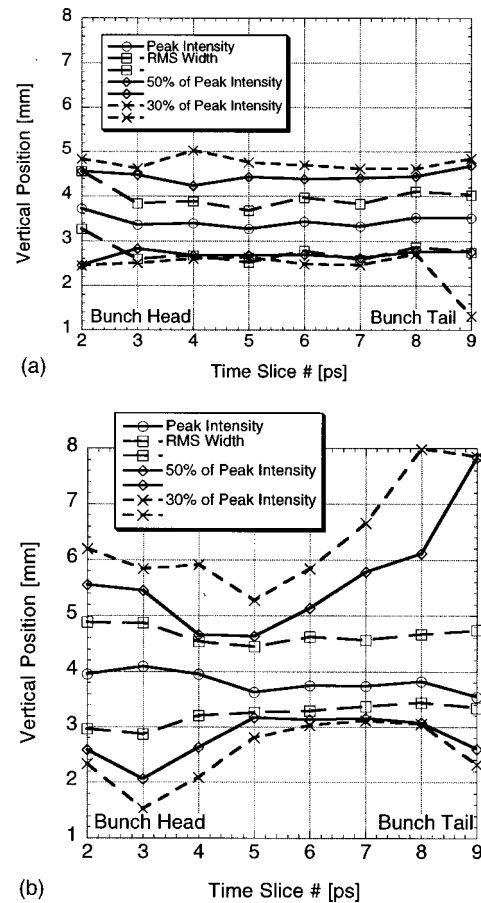 8
7
6
5
4
3
2
1
Vertical Position [mm]
Peak Intensity
RMS Width
50% of Peak Intensity
30% of Peak Intensity
Bunch Head
Bunch Tail
2 3 4 5 6 7 8 9
(a)
Time Slice # [ps]
Peak Intensity
RMS Width
50% of Peak Intensity
30% of Peak Intensity
8
7
6
5
4
3
2
1
Vertical Position [mm]
Bunch Head
Bunch Tail
2 3 4 5 6 7 8 9
(b)
Time Slice # [ps]